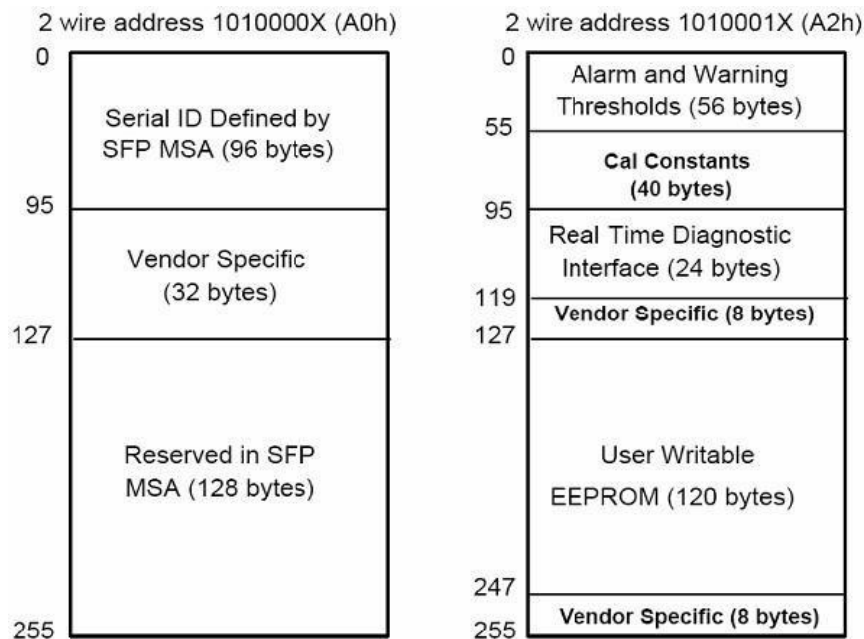 2 wire address 1010000X (A0h)
0
Serial ID Defined by
SFP MSA (96 bytes)
95
Vendor Specific
(32 bytes)
127
Reserved in SFP
MSA (128 bytes)
255
2 wire address 1010001X (A2h)
0
Alarm and Warning
Thresholds (56 bytes)
55
Cal Constants
(40 bytes)
95
Real Time Diagnostic
Interface (24 bytes)
119
Vendor Specific (8 bytes)
127
User Writable
EEPROM (120 bytes)
247
Vendor Specific (8 bytes)
255